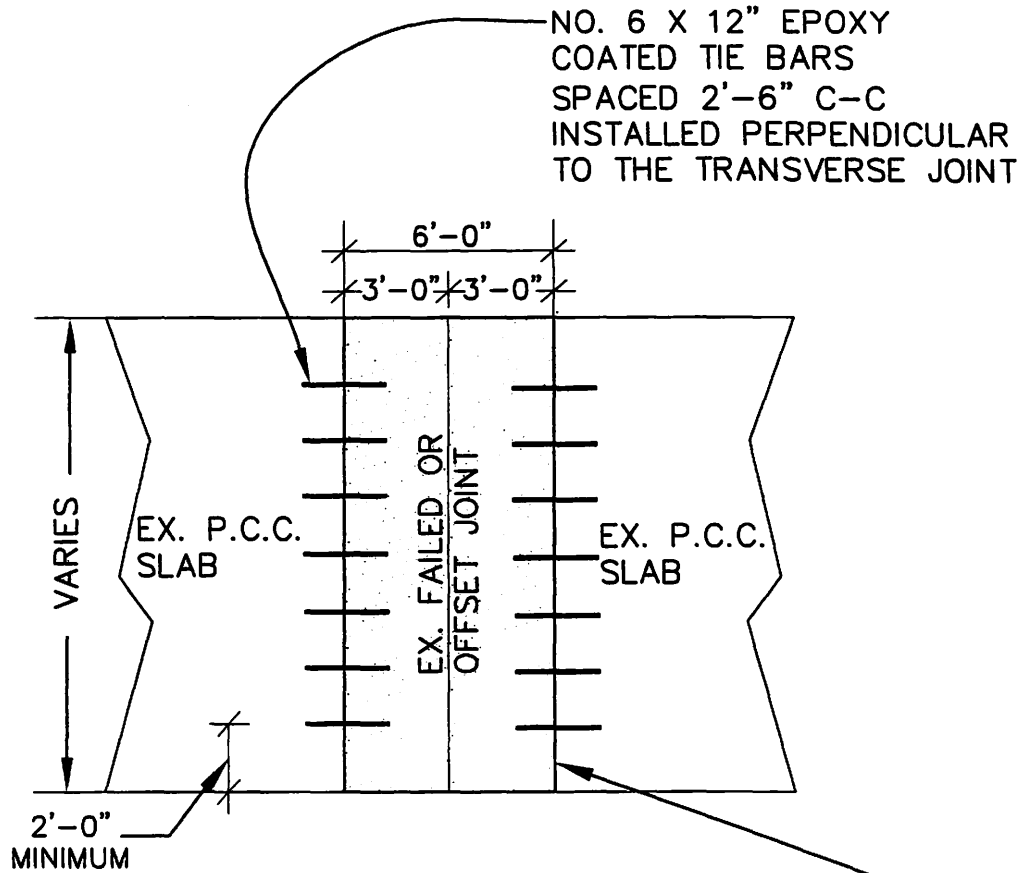 NO. 6 X 12" EPOXY
COATED TIE BARS
SPACED 2'-6" C-C
INSTALLED PERPENDICULAR
TO THE TRANSVERSE JOINT
6'-0"
3'-0" 3'-0"
VARIES
EX. P.C.C.
SLAB
EX. FAILED OR
OFFSET JOINT
EX. P.C.C.
SLAB
2'-0"
MINIMUM